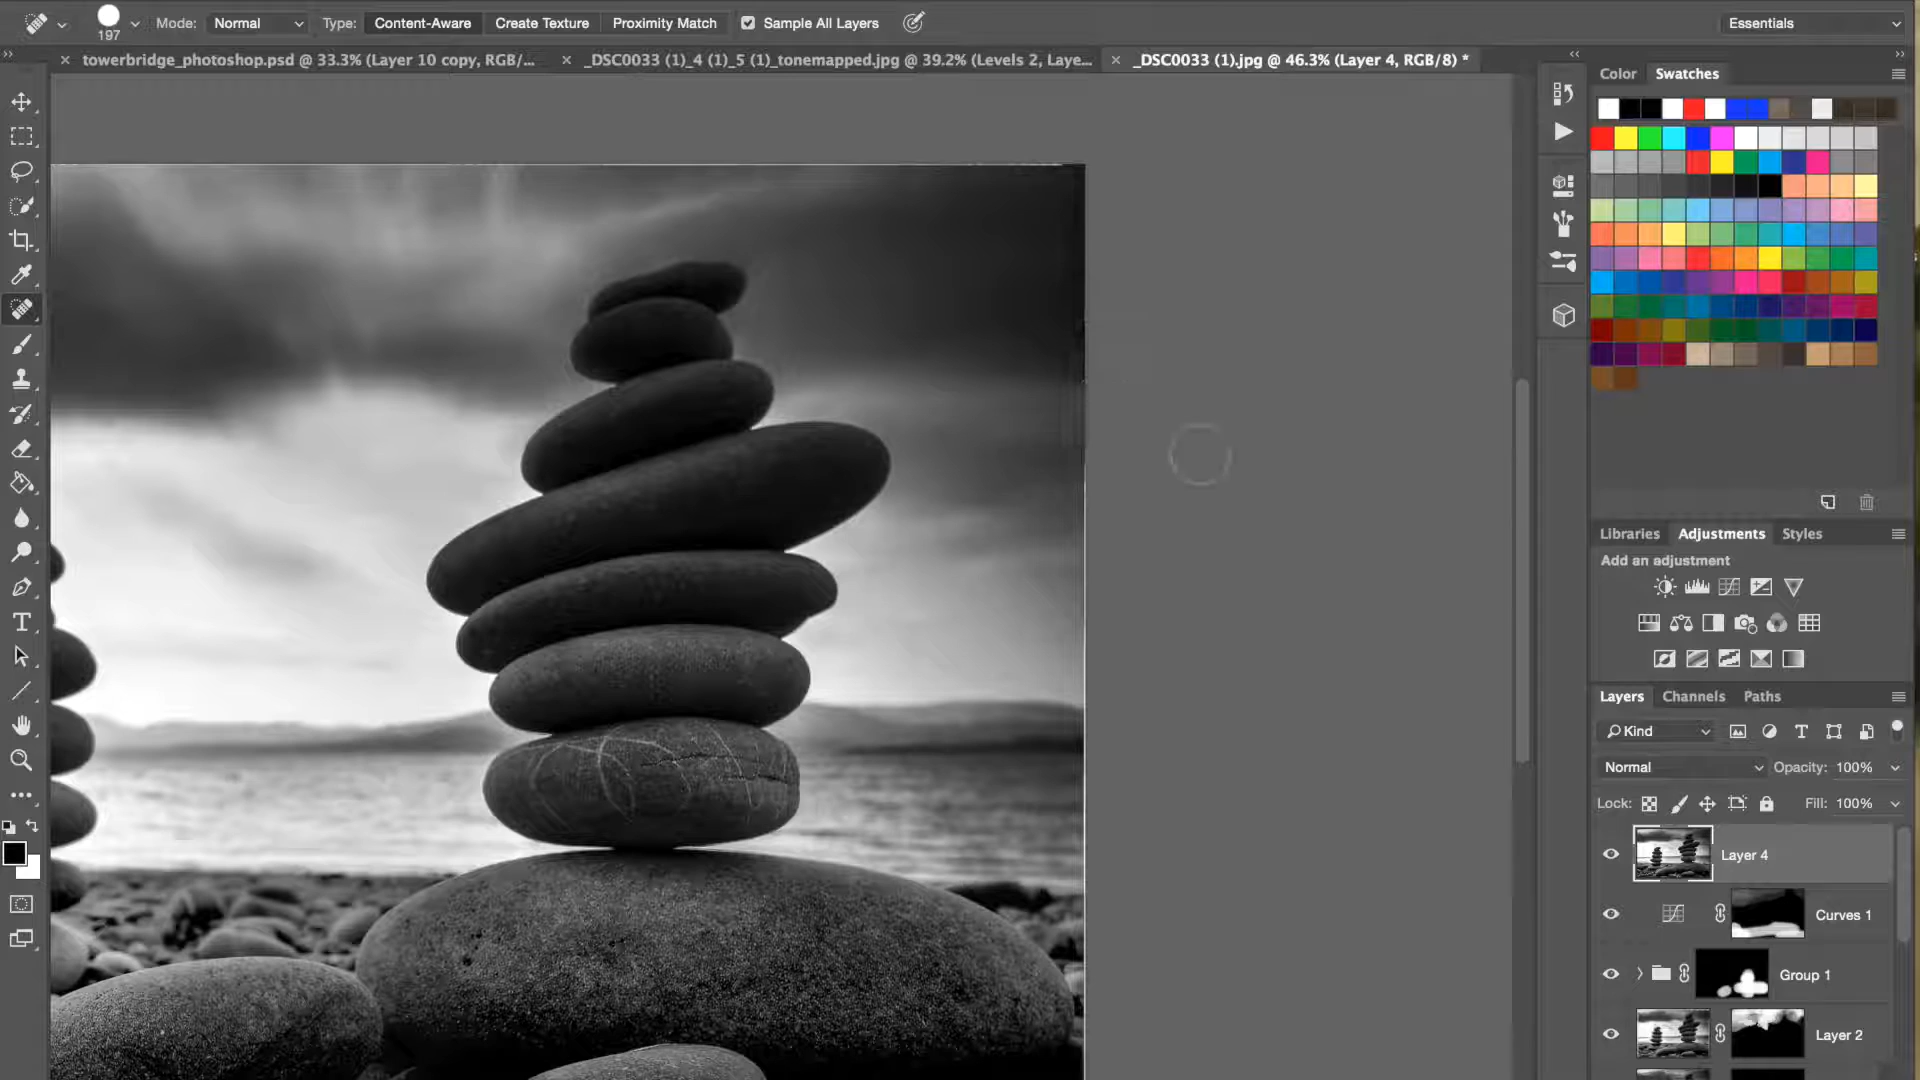 197 Mode: Normal Type: Content-Aware Create Texture Proximity Match Sample All Layers Essentials
towerbridge_photoshop.psd @ 33.3% (Layer 10 copy, RGB/... _DSC0033 (1)_4 (1)_5 (1)_tonemapped.jpg @ 39.2% (Levels 2, Laye... _DSC0033 (1).jpg @ 46.3% (Layer 4, RGB/8) *
Color Swatches
Libraries Adjustments Styles
Add an adjustment
Layers Channels Paths
Kind
Normal Opacity: 100%
Lock: Fill: 100%
Layer 4
Curves 1
Group 1
Layer 2